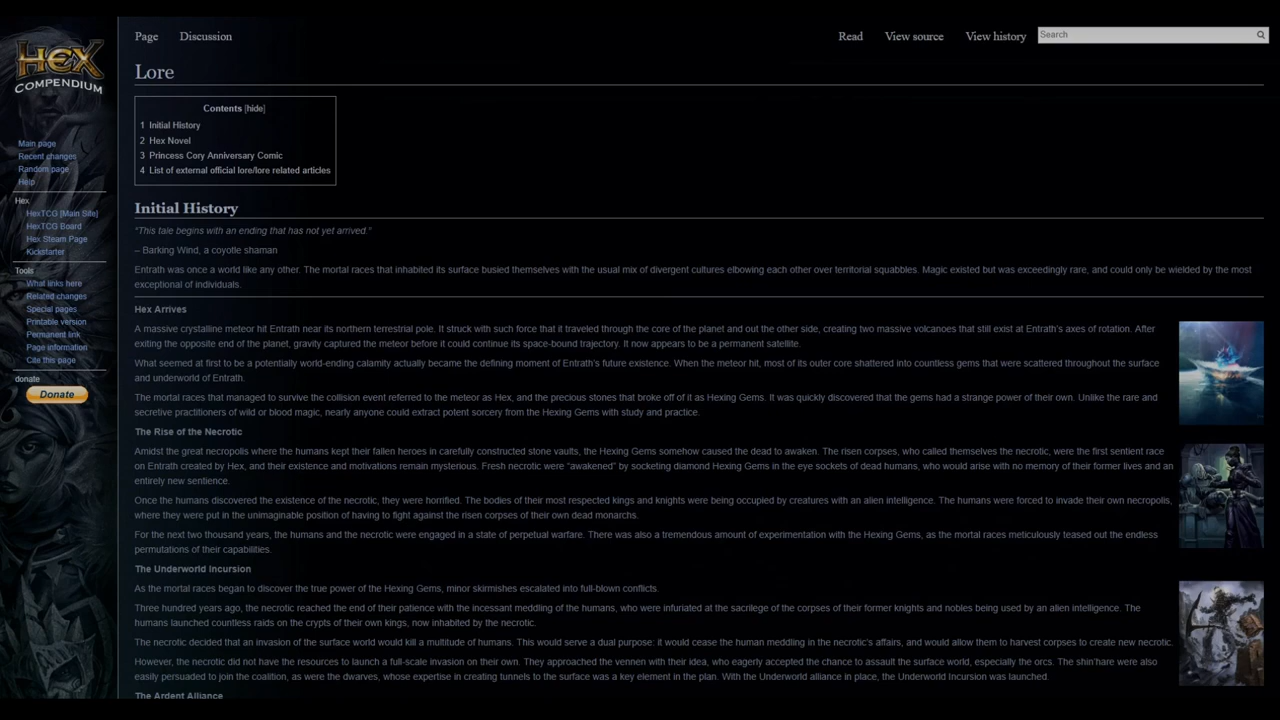 HEX
COMPENDIUM
Page Discussion
Read View source View history Search
Lore
Contents [hide]
1 Initial History
2 Hex Novel
3 Princess Cory Anniversary Comic
4 List of external official lore/lore related articles
Main page
Recent changes
Random page
Help
Hex
HexTCG [Main Site]
HexTCG Board
Hex Steam Page
Kickstarter
Tools
What links here
Related changes
Special pages
Printable version
Permanent link
Page information
Cite this page
donate
Donate
Initial History
"This tale begins with an ending that has not yet arrived."
– Barking Wind, a coyotle shaman
Entrath was once a world like any other. The mortal races that inhabited its surface busied themselves with the usual mix of divergent cultures elbowing each other over territorial squabbles. Magic existed but was exceedingly rare, and could only be wielded by the most
exceptional of individuals.
Hex Arrives
A massive crystalline meteor hit Entrath near its northern terrestrial pole. It struck with such force that it traveled through the core of the planet and out the other side, creating two massive volcanoes that still exist at Entrath's axes of rotation. After
exiting the opposite end of the planet, gravity captured the meteor before it could continue its space-bound trajectory. It now appears to be a permanent satellite.
What seemed at first to be a potentially world-ending calamity actually became the defining moment of Entrath's future existence. When the meteor hit, most of its outer core shattered into countless gems that were scattered throughout the surface
and underworld of Entrath.
The mortal races that managed to survive the collision event referred to the meteor as Hex, and the precious stones that broke off of it as Hexing Gems. It was quickly discovered that the gems had a strange power of their own. Unlike the rare and
secretive practitioners of wild or blood magic, nearly anyone could extract potent sorcery from the Hexing Gems with study and practice.
The Rise of the Necrotic
Amidst the great necropolis where the humans kept their fallen heroes in carefully constructed stone vaults, the Hexing Gems somehow caused the dead to awaken. The risen corpses, who called themselves the necrotic, were the first sentient race
on Entrath created by Hex, and their existence and motivations remain mysterious. Fresh necrotic were "awakened" by socketing diamond Hexing Gems in the eye sockets of dead humans, who would arise with no memory of their former lives and an
entirely new sentience.
Once the humans discovered the existence of the necrotic, they were horrified. The bodies of their most respected kings and knights were being occupied by creatures with an alien intelligence. The humans were forced to invade their own necropolis,
where they were put in the unimaginable position of having to fight against the risen corpses of their own dead monarchs.
For the next two thousand years, the humans and the necrotic were engaged in a state of perpetual warfare. There was also a tremendous amount of experimentation with the Hexing Gems, as the mortal races meticulously teased out the endless
permutations of their capabilities.
The Underworld Incursion
As the mortal races began to discover the true power of the Hexing Gems, minor skirmishes escalated into full-blown conflicts.
Three hundred years ago, the necrotic reached the end of their patience with the incessant meddling of the humans, who were infuriated at the sacrilege of the corpses of their former knights and nobles being used by an alien intelligence. The
humans launched countless raids on the crypts of their own kings, now inhabited by the necrotic.
The necrotic decided that an invasion of the surface world would kill a multitude of humans. This would serve a dual purpose: it would cease the human meddling in the necrotic's affairs, and would allow them to harvest corpses to create new necrotic.
However, the necrotic did not have the resources to launch a full-scale invasion on their own. They approached the vennen with their idea, who eagerly accepted the chance to assault the surface world, especially the orcs. The shin'hare were also
easily persuaded to join the coalition, as were the dwarves, whose expertise in creating tunnels to the surface was a key element in the plan. With the Underworld alliance in place, the Underworld Incursion was launched.
The Ardent Alliance